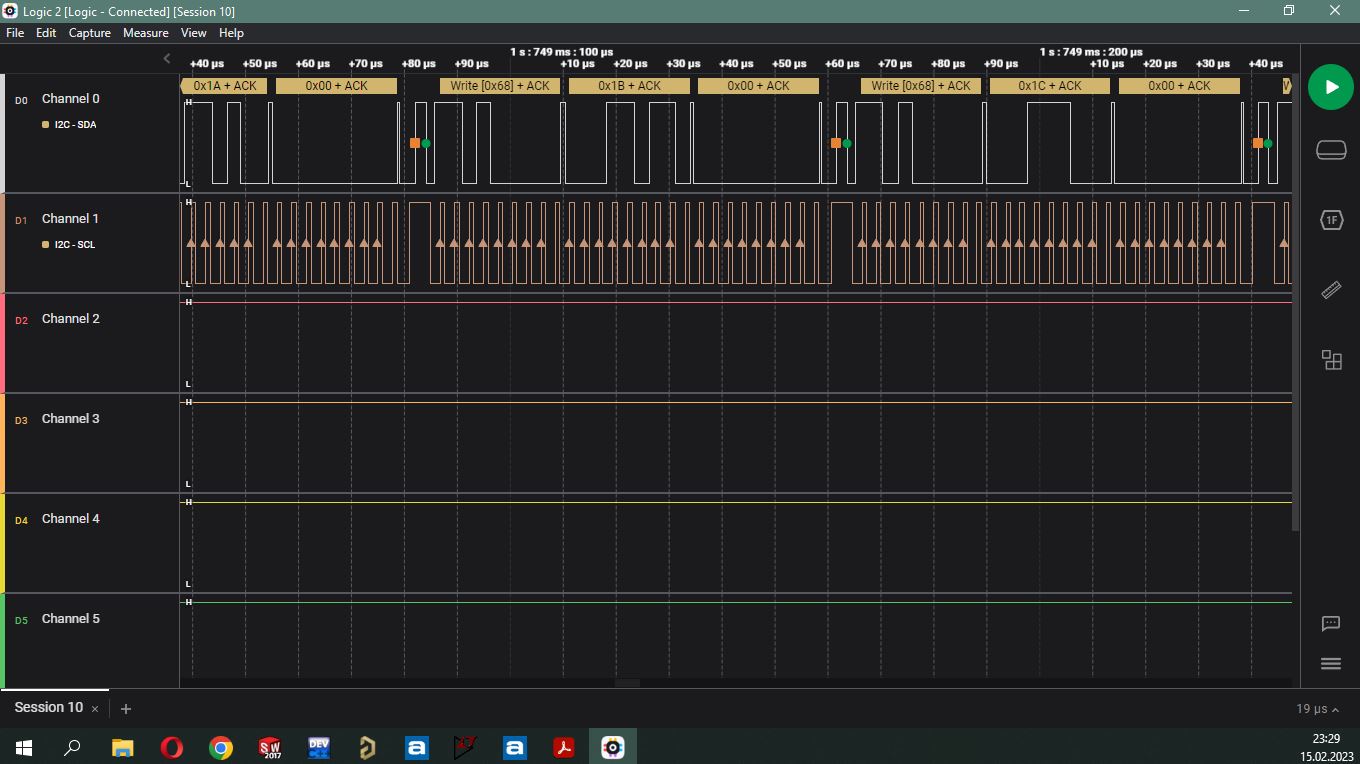 Logic 2 [Logic - Connected] [Session 10]
File Edit Capture Measure View Help
1 s : 749 ms : 100 µs 1 s : 749 ms : 200 µs
+40 µs +50 µs +60 µs +70 µs +80 µs +90 µs +10 µs +20 µs +30 µs +40 µs +50 µs +60 µs +70 µs +80 µs +90 µs +10 µs +20 µs +30 µs +40 µs
0x1A + ACK 0x00 + ACK Write [0x68] + ACK 0x1B + ACK 0x00 + ACK Write [0x68] + ACK 0x1C + ACK 0x00 + ACK W
D0 Channel 0 H
I2C - SDA
L
D1 Channel 1 H
I2C - SCL
L
1F
D2 Channel 2 H
L
D3 Channel 3 H
L
D4 Channel 4 H
L
D5 Channel 5 H
Session 10 × +
19 µs
SW 2017
DEV C++
a
a
23:29
15.02.2023